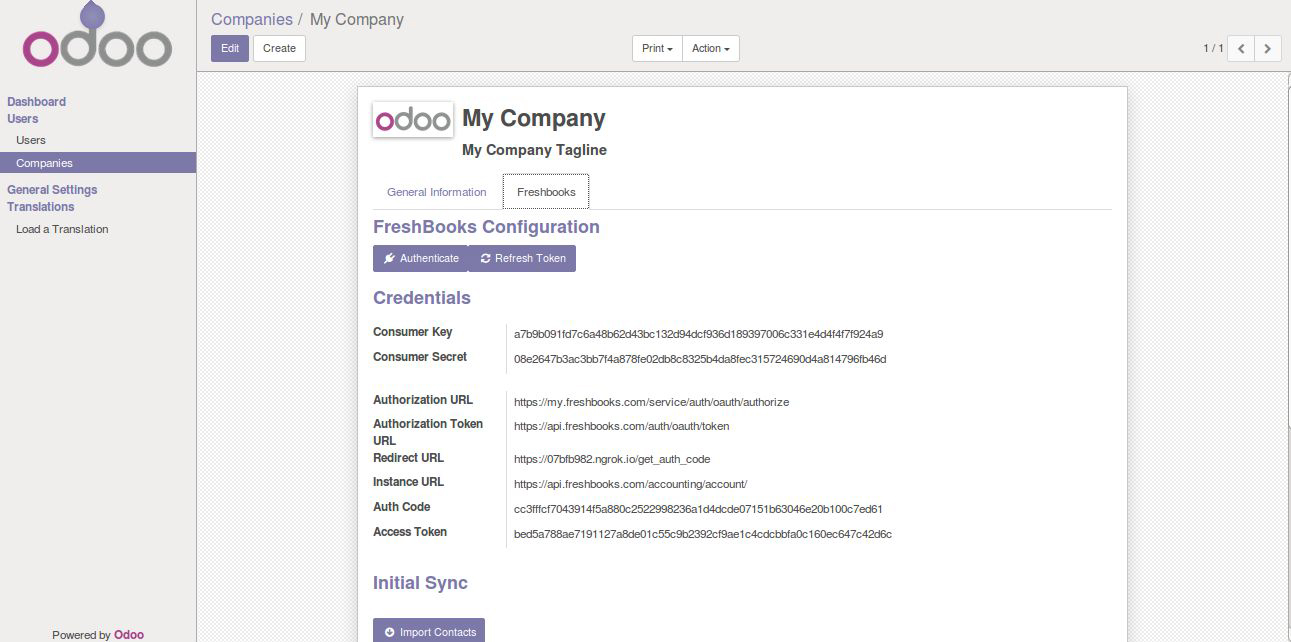 odoo
Companies / My Company
Edit Create Print Action 1 / 1
Dashboard
Users
Users
Companies
General Settings
Translations
Load a Translation
Powered by Odoo
odoo My Company
My Company Tagline
General Information Freshbooks
FreshBooks Configuration
Authenticate Refresh Token
Credentials
Consumer Key a7b9b091fd7c6a48b62d43bc132d94dcf936d189397006c331e4d4f4f7f924a9
Consumer Secret 08e2647b3ac3bb7f4a878fe02db8c8325b4da8fec315724690d4a814796fb46d
Authorization URL https://my.freshbooks.com/service/auth/oauth/authorize
Authorization Token https://api.freshbooks.com/auth/oauth/token
URL
Redirect URL https://07bfb982.ngrok.io/get_auth_code
Instance URL https://api.freshbooks.com/accounting/account/
Auth Code cc3fffcf7043914f5a880c2522998236a1d4dcde07151b63046e20b100c7ed61
Access Token bed5a788ae7191127a8de01c55c9b2392cf9ae1c4cdcbbfa0c160ec647c42d6c
Initial Sync
Import Contacts